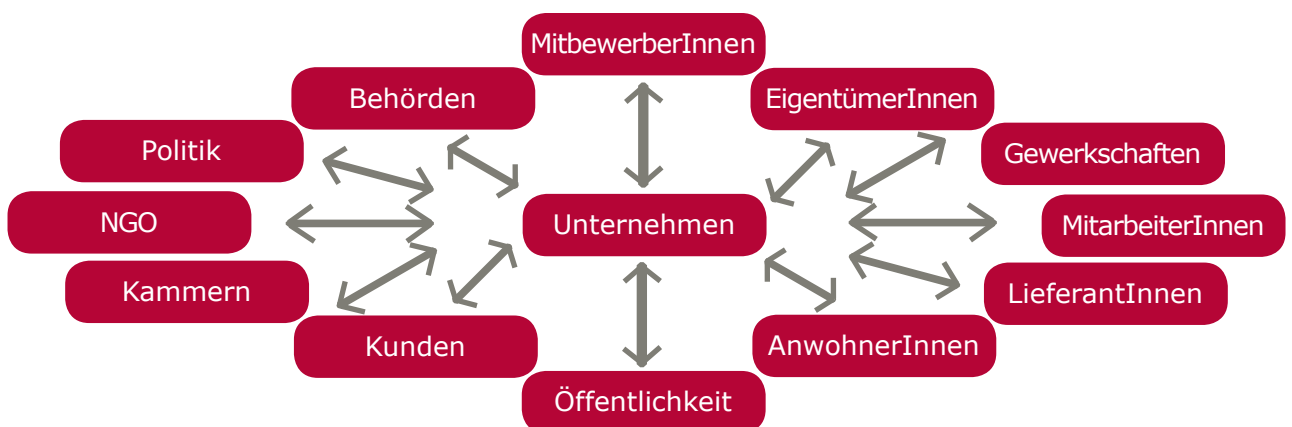 MitbewerberInnen
Behörden
EigentümerInnen
Politik
Gewerkschaften
NGO
Unternehmen
MitarbeiterInnen
Kammern
LieferantInnen
Kunden
AnwohnerInnen
Öffentlichkeit